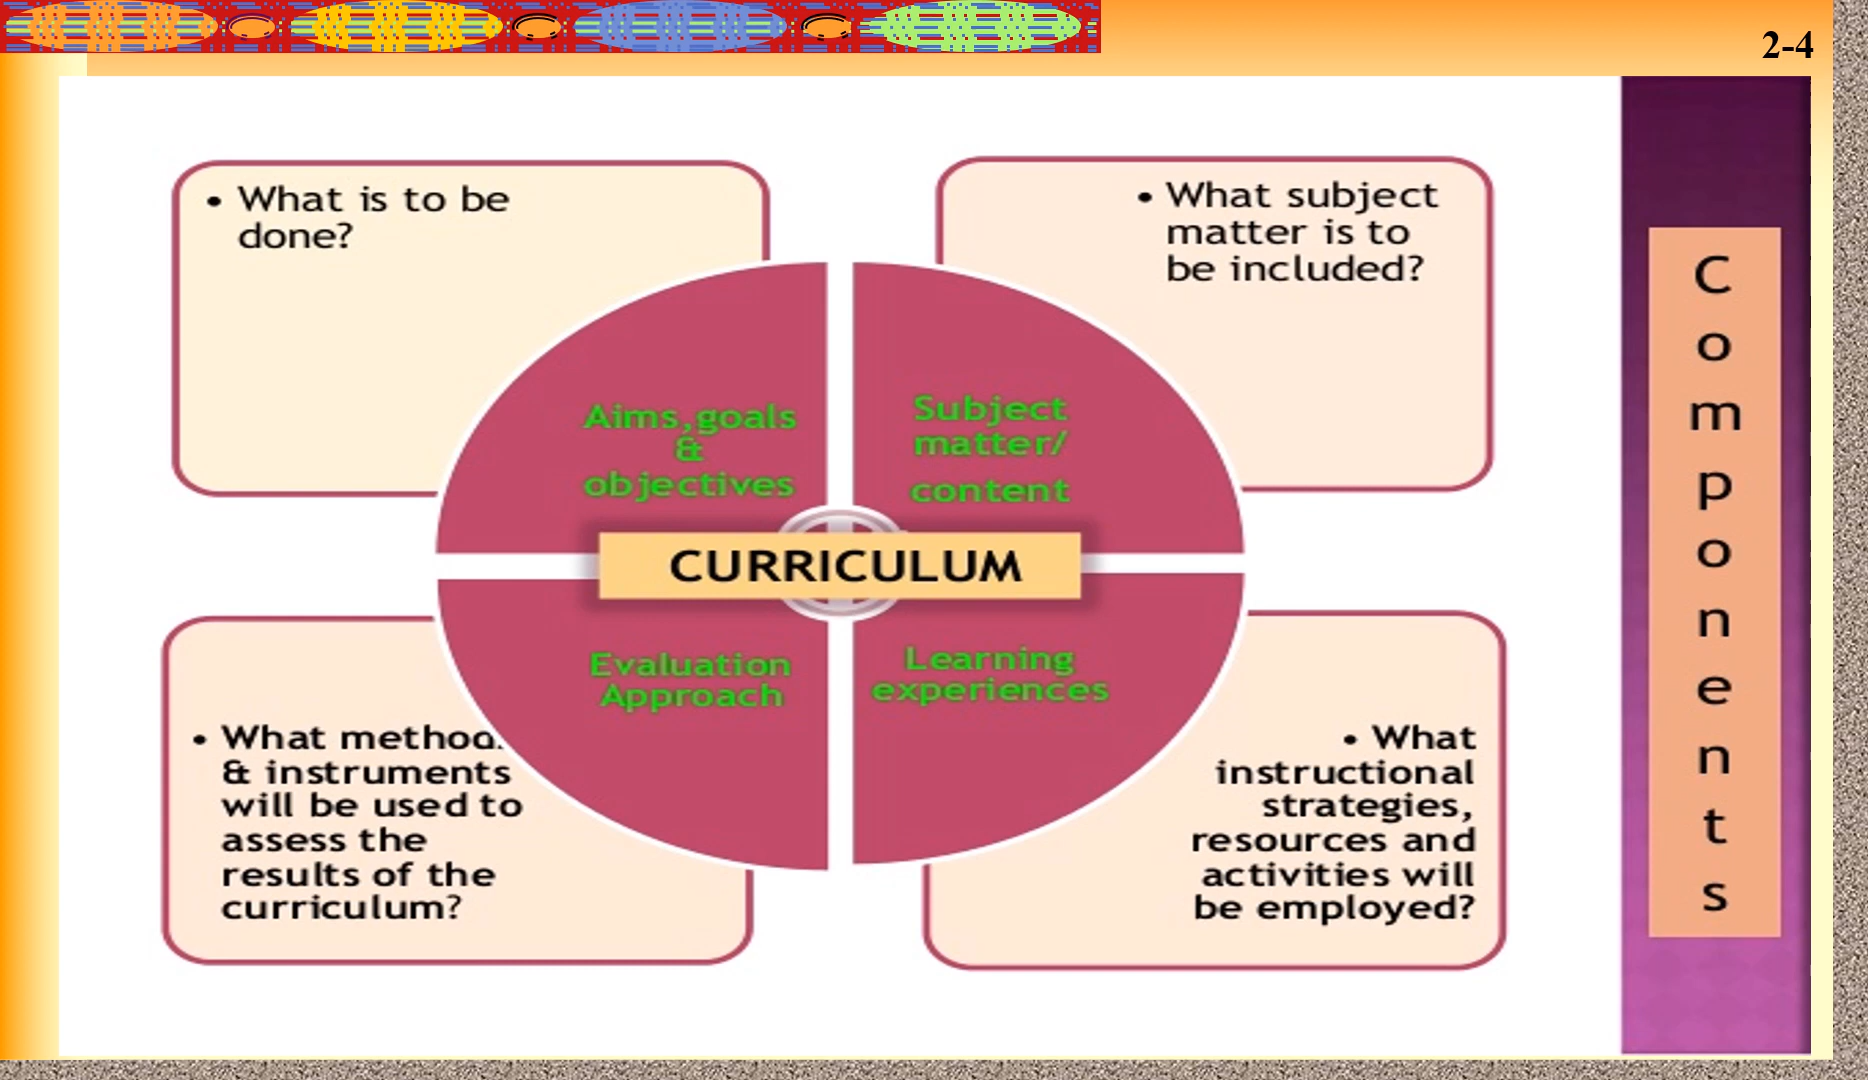 2-4
• What is to be
done?
• What subject
matter is to
be included?
Aims,goals
&
objectives
Subject
matter/
content
CURRICULUM
Evaluation
Approach
Learning
experiences
• What
& instruments
will be used to
assess the
results of the
curriculum?
• What
instructional
strategies,
resources and
activities will
be employed?
C
o
m
p
o
n
e
n
t
s